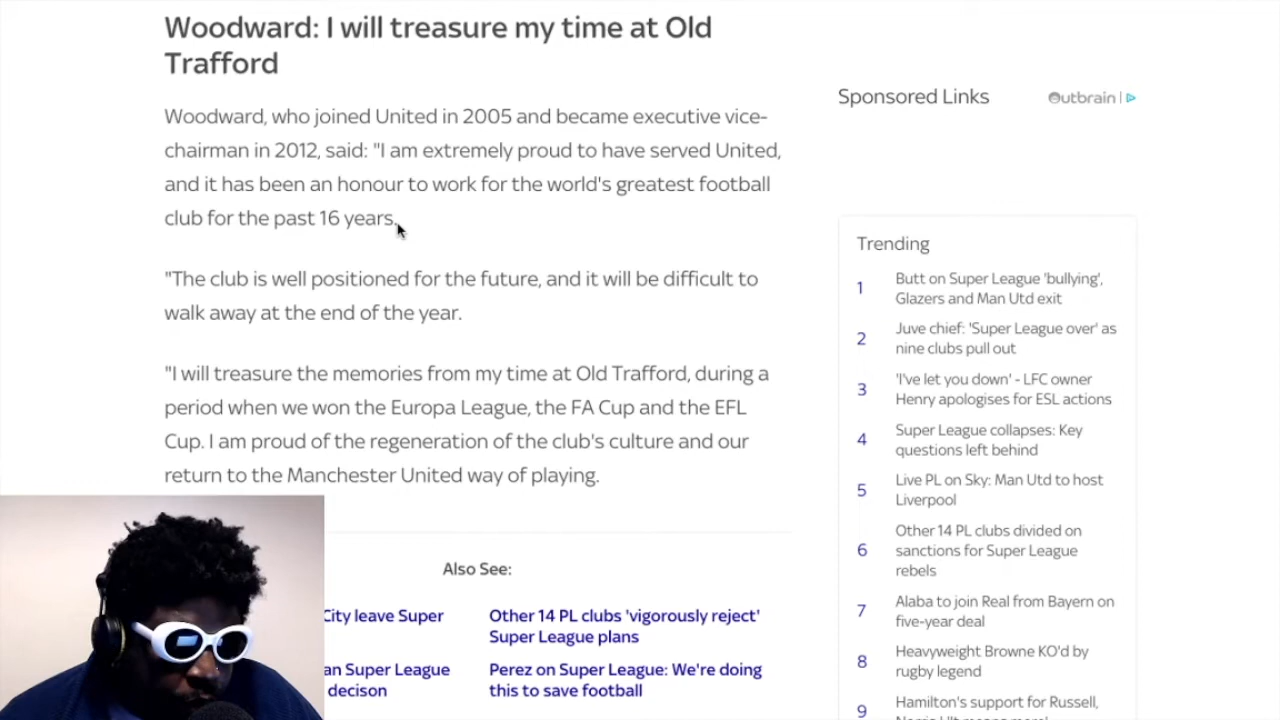 Woodward: I will treasure my time at Old
Trafford
Woodward, who joined United in 2005 and became executive vice-
chairman in 2012, said: "I am extremely proud to have served United,
and it has been an honour to work for the world's greatest football
club for the past 16 years.
"The club is well positioned for the future, and it will be difficult to
walk away at the end of the year.
"I will treasure the memories from my time at Old Trafford, during a
period when we won the Europa League, the FA Cup and the EFL
Cup. I am proud of the regeneration of the club's culture and our
return to the Manchester United way of playing.
Also See:
City leave Super
an Super League
decison
Other 14 PL clubs 'vigorously reject'
Super League plans
Perez on Super League: We're doing
this to save football
Sponsored Links
Outbrain
Trending
1
Butt on Super League 'bullying',
Glazers and Man Utd exit
2
Juve chief: 'Super League over' as
nine clubs pull out
3
'I've let you down' - LFC owner
Henry apologises for ESL actions
4
Super League collapses: Key
questions left behind
5
Live PL on Sky: Man Utd to host
Liverpool
6
Other 14 PL clubs divided on
sanctions for Super League
rebels
7
Alaba to join Real from Bayern on
five-year deal
8
Heavyweight Browne KO'd by
rugby legend
9
Hamilton's support for Russell,